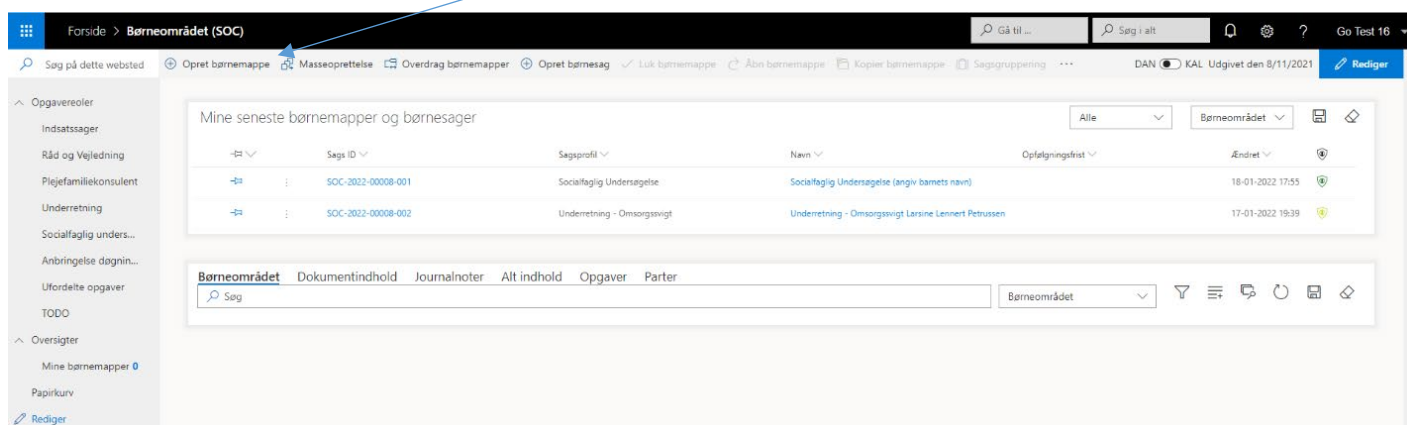 Forside > Børneområdet (SOC) Gå til ... Søg i alt ? Go Test 16
Søg på dette websted Opret børnemappe Masseoprettelse Overdrag børnemapper Opret børnesag Luk børnemappe Åbn børnemappe Kopier børnemappe Sagsgruppering ... DAN KAL Udgivet den 8/11/2021 Rediger
Opgavereoler
Indsatssager
Råd og Vejledning
Plejefamiliekonsulent
Underretning
Socialfaglig unders...
Anbringelse døgnin...
Ufordelte opgaver
TODO
Oversigter
Mine børnemapper 0
Papirkurv
Rediger
Mine seneste børnemapper og børnesager Alle Børneområdet
Sags ID Sagsprofil Navn Opfølgningsfrist Ændret
SOC-2022-00008-001 Socialfaglig Undersøgelse Socialfaglig Undersøgelse (angiv barnets navn) 18-01-2022 17:55
SOC-2022-00008-002 Underretning - Omsorgssvigt Underretning - Omsorgssvigt Larsine Lennert Petrussen 17-01-2022 19:39
Børneområdet Dokumentindhold Journalnoter Alt indhold Opgaver Parter
Søg Børneområdet